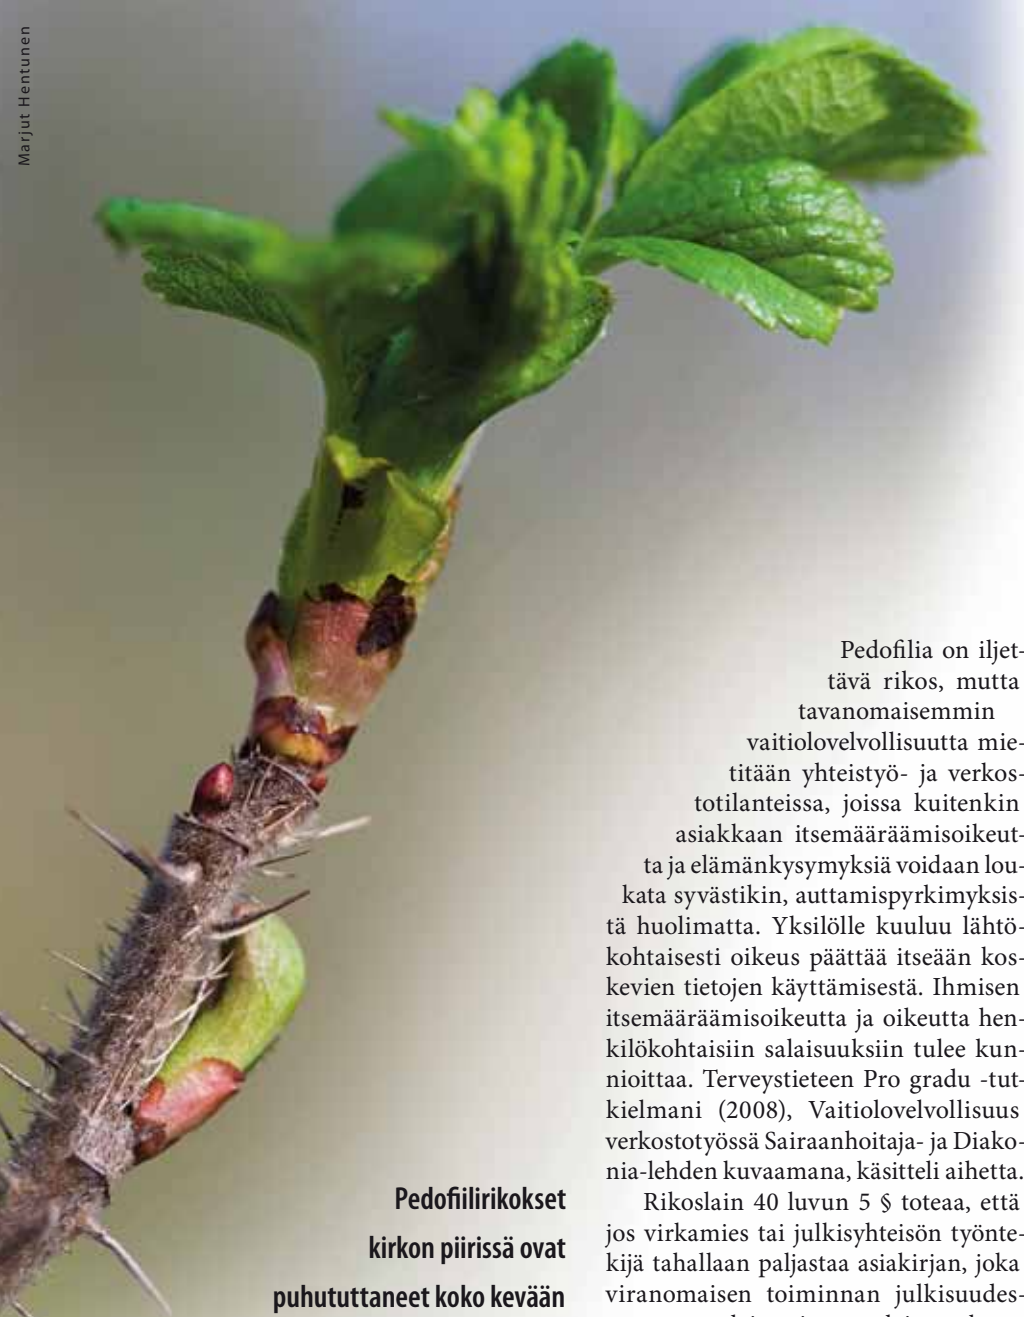 Marjut Hentunen
Pedofilia on iljet-
tävä rikos, mutta
tavanomaisemmin
vaitiolovelvollisuutta mie-
titään yhteistyö- ja verkos-
totilanteissa, joissa kuitenkin
asiakkaan itsemääräämisoikeut-
ta ja elämänkysymyksiä voidaan lou-
kata syvästikin, auttamispyrkimyksis-
tä huolimatta. Yksilölle kuuluu lähtö-
kohtaisesti oikeus päättää itseään kos-
kevien tietojen käyttämisestä. Ihmisen
itsemääräämisoikeutta ja oikeutta hen-
kilökohtaisiin salaisuuksiin tulee kun-
nioittaa. Terveystieteen Pro gradu -tut-
kielmani (2008), Vaitiolovelvollisuus
verkostotyössä Sairaanhoitaja- ja Diako-
nia-lehden kuvaamana, käsitteli aihetta.
Rikoslain 40 luvun 5 § toteaa, että
jos virkamies tai julkisyhteisön työnte-
kijä tahallaan paljastaa asiakirjan, joka
viranomaisen toiminnan julkisuudes-
Pedofiilirikokset
kirkon piirissä ovat
puhututtaneet koko kevään